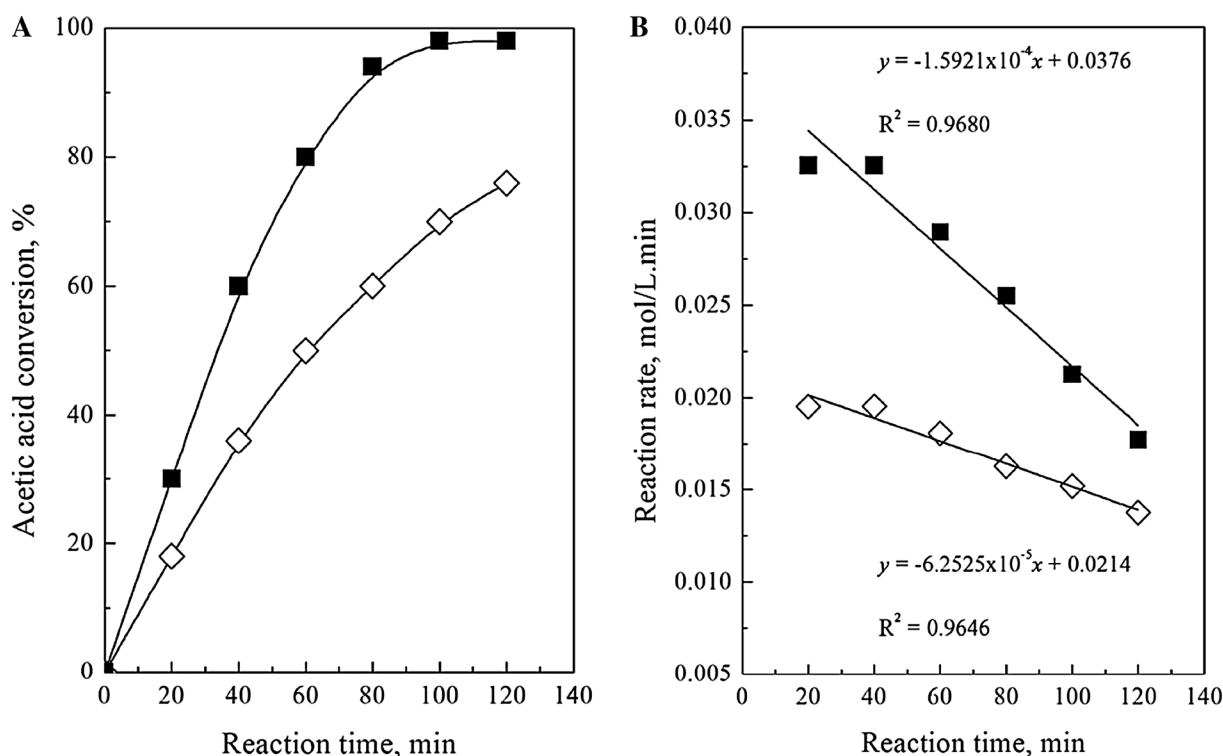 A
100
80
60
40
20
0
Acetic acid conversion, %
0 20 40 60 80 100 120 140
Reaction time, min
B
0.040
0.035
0.030
0.025
0.020
0.015
0.010
0.005
Reaction rate, mol/L.min
y = -1.5921x10⁻⁴x + 0.0376
R² = 0.9680
y = -6.2525x10⁻⁵x + 0.0214
R² = 0.9646
0 20 40 60 80 100 120 140
Reaction time, min